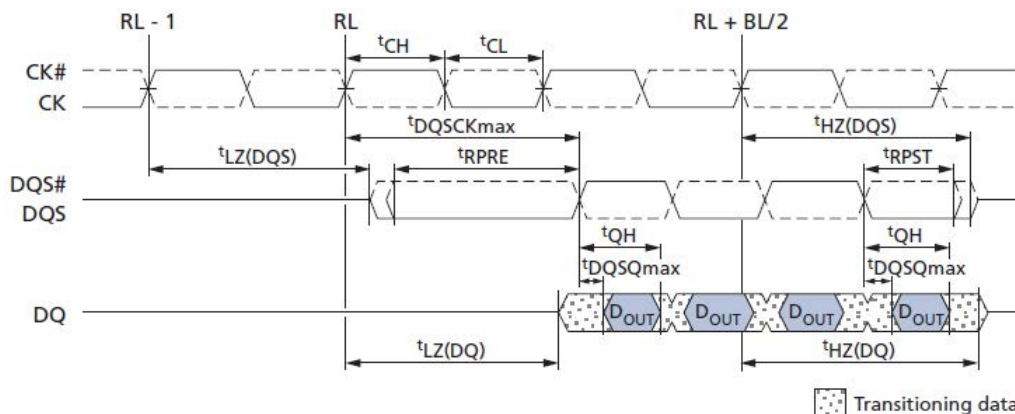 RL - 1 RL RL + BL/2
tCH tCL
CK#
CK
tDQSCKmax tHZ(DQS)
tLZ(DQS) tRPRE tRPST
DQS#
DQS
tQH tQH
tDQSQmax tDQSQmax
DQ DOUT DOUT DOUT DOUT
tLZ(DQ) tHZ(DQ)
Transitioning data